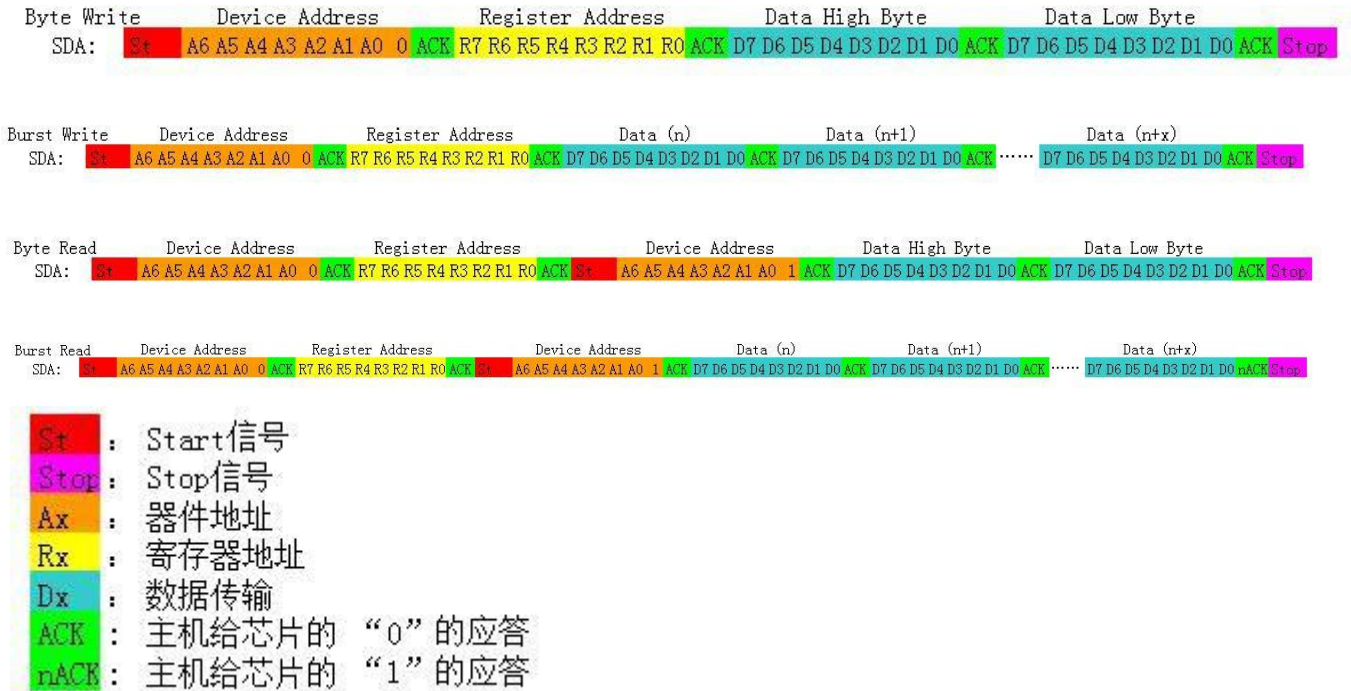 Byte Write Device Address Register Address Data High Byte Data Low Byte
SDA: St A6 A5 A4 A3 A2 A1 A0 0 ACK R7 R6 R5 R4 R3 R2 R1 R0 ACK D7 D6 D5 D4 D3 D2 D1 D0 ACK D7 D6 D5 D4 D3 D2 D1 D0 ACK Stop
Burst Write Device Address Register Address Data (n) Data (n+1) Data (n+x)
SDA: St A6 A5 A4 A3 A2 A1 A0 0 ACK R7 R6 R5 R4 R3 R2 R1 R0 ACK D7 D6 D5 D4 D3 D2 D1 D0 ACK D7 D6 D5 D4 D3 D2 D1 D0 ACK ······ D7 D6 D5 D4 D3 D2 D1 D0 ACK Stop
Byte Read Device Address Register Address Device Address Data High Byte Data Low Byte
SDA: St A6 A5 A4 A3 A2 A1 A0 0 ACK R7 R6 R5 R4 R3 R2 R1 R0 ACK St A6 A5 A4 A3 A2 A1 A0 1 ACK D7 D6 D5 D4 D3 D2 D1 D0 ACK D7 D6 D5 D4 D3 D2 D1 D0 ACK Stop
Burst Read Device Address Register Address Device Address Data (n) Data (n+1) Data (n+x)
SDA: St A6 A5 A4 A3 A2 A1 A0 0 ACK R7 R6 R5 R4 R3 R2 R1 R0 ACK St A6 A5 A4 A3 A2 A1 A0 1 ACK D7 D6 D5 D4 D3 D2 D1 D0 ACK D7 D6 D5 D4 D3 D2 D1 D0 ACK ······ D7 D6 D5 D4 D3 D2 D1 D0 nACK Stop
St : Start信号
Stop : Stop信号
Ax : 器件地址
Rx : 寄存器地址
Dx : 数据传输
ACK : 主机给芯片的 “0”的应答
nACK : 主机给芯片的 “1”的应答